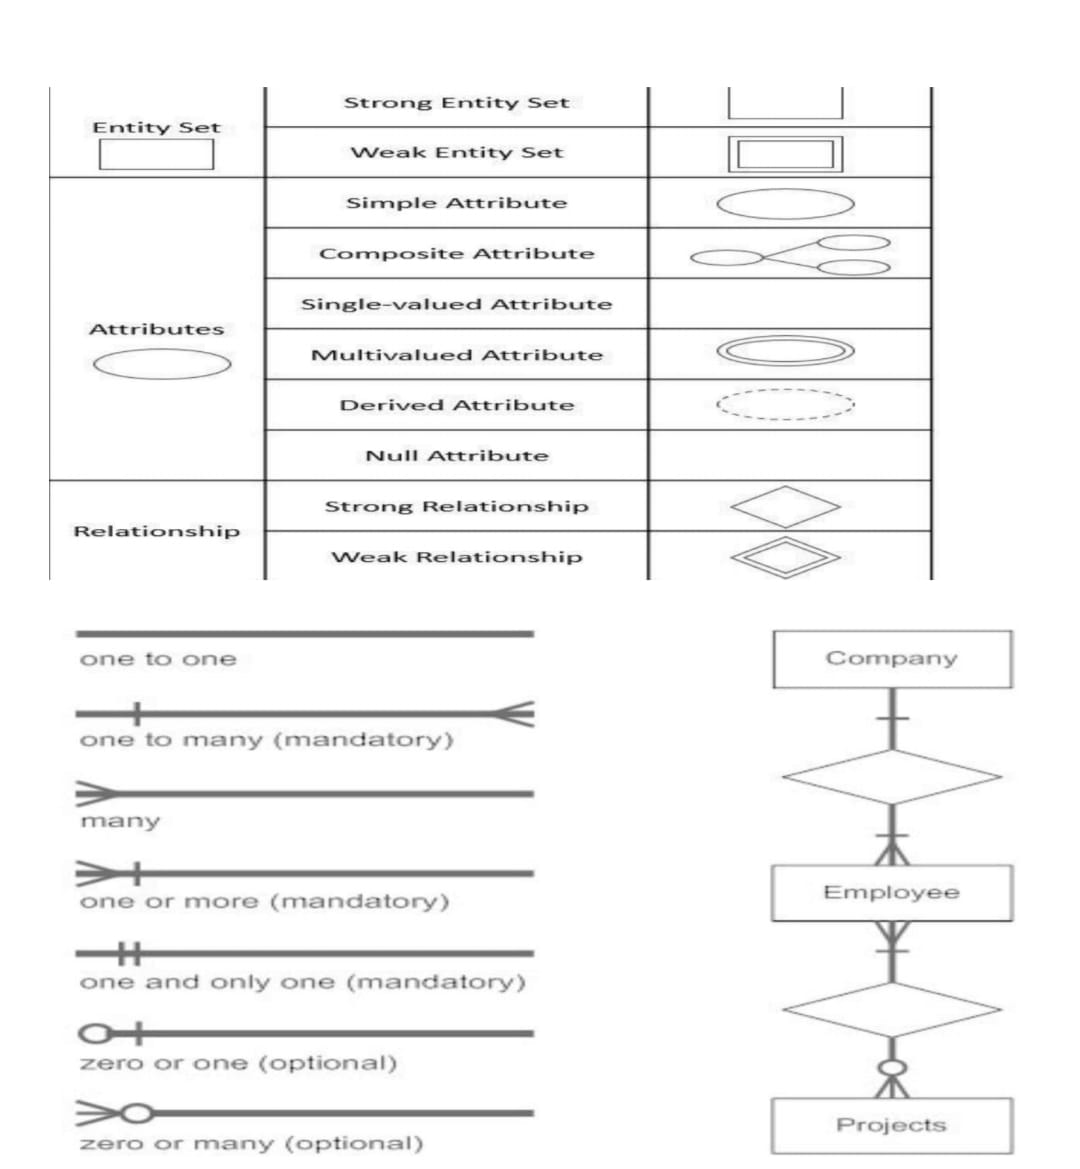 Strong Entity Set
Entity Set
Weak Entity Set
Simple Attribute
Composite Attribute
Single-valued Attribute
Attributes
Multivalued Attribute
Derived Attribute
Null Attribute
Strong Relationship
Relationship
Weak Relationship
one to one
one to many (mandatory)
many
one or more (mandatory)
one and only one (mandatory)
zero or one (optional)
zero or many (optional)
Company
Employee
Projects